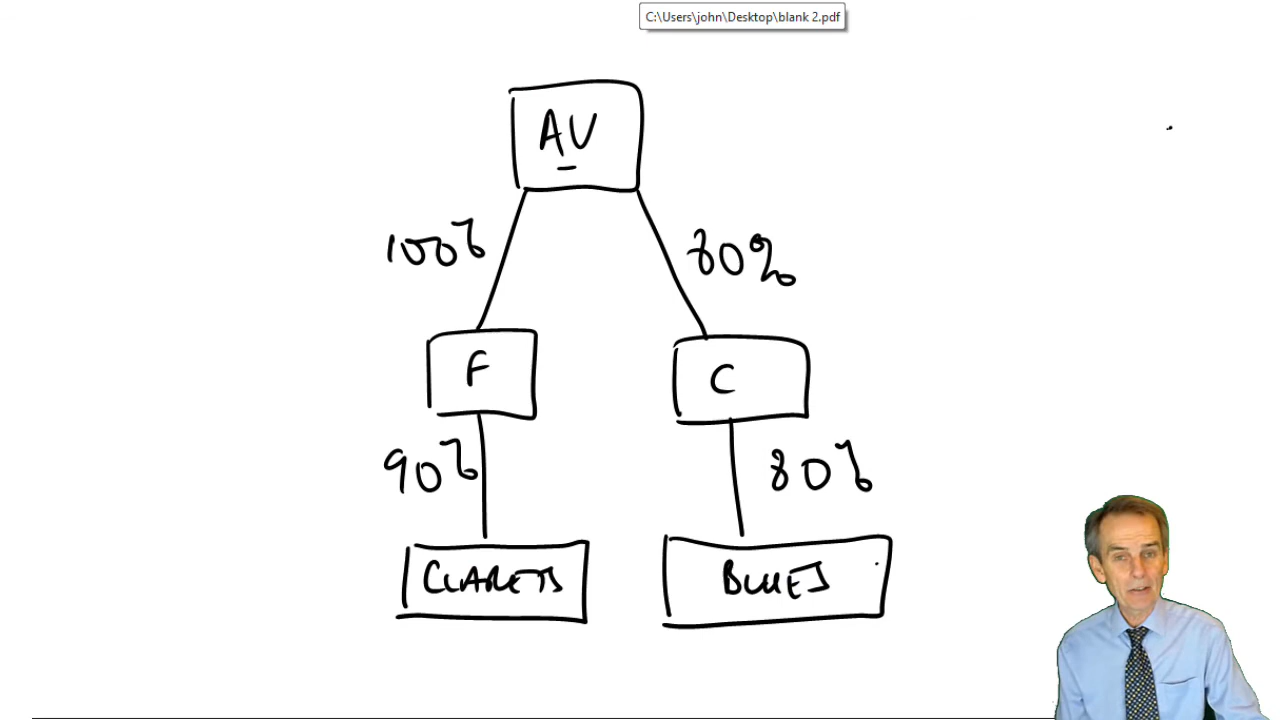 C:\Users\john\Desktop\blank 2.pdf
AV
100%
80%
F
C
90%
80%
CLARETS
BLUES